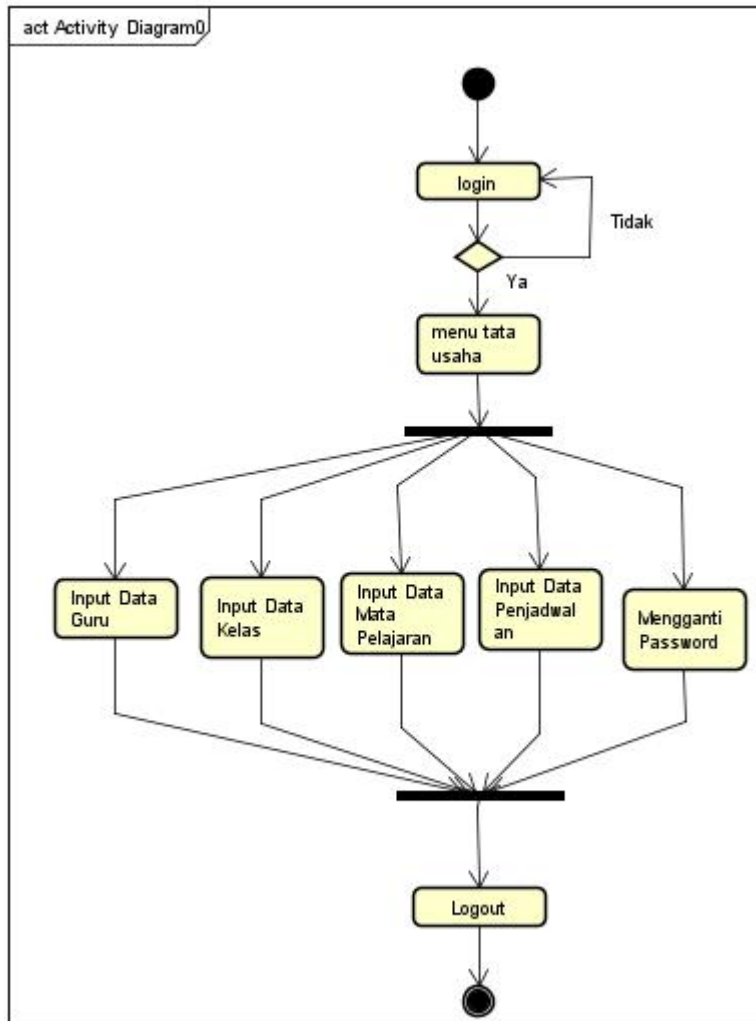 act Activity Diagram0
login
Tidak
Ya
menu tata
usaha
Input Data
Guru
Input Data
Kelas
Input Data
Mata
Pelajaran
Input Data
Penjadwal
an
Mengganti
Password
Logout